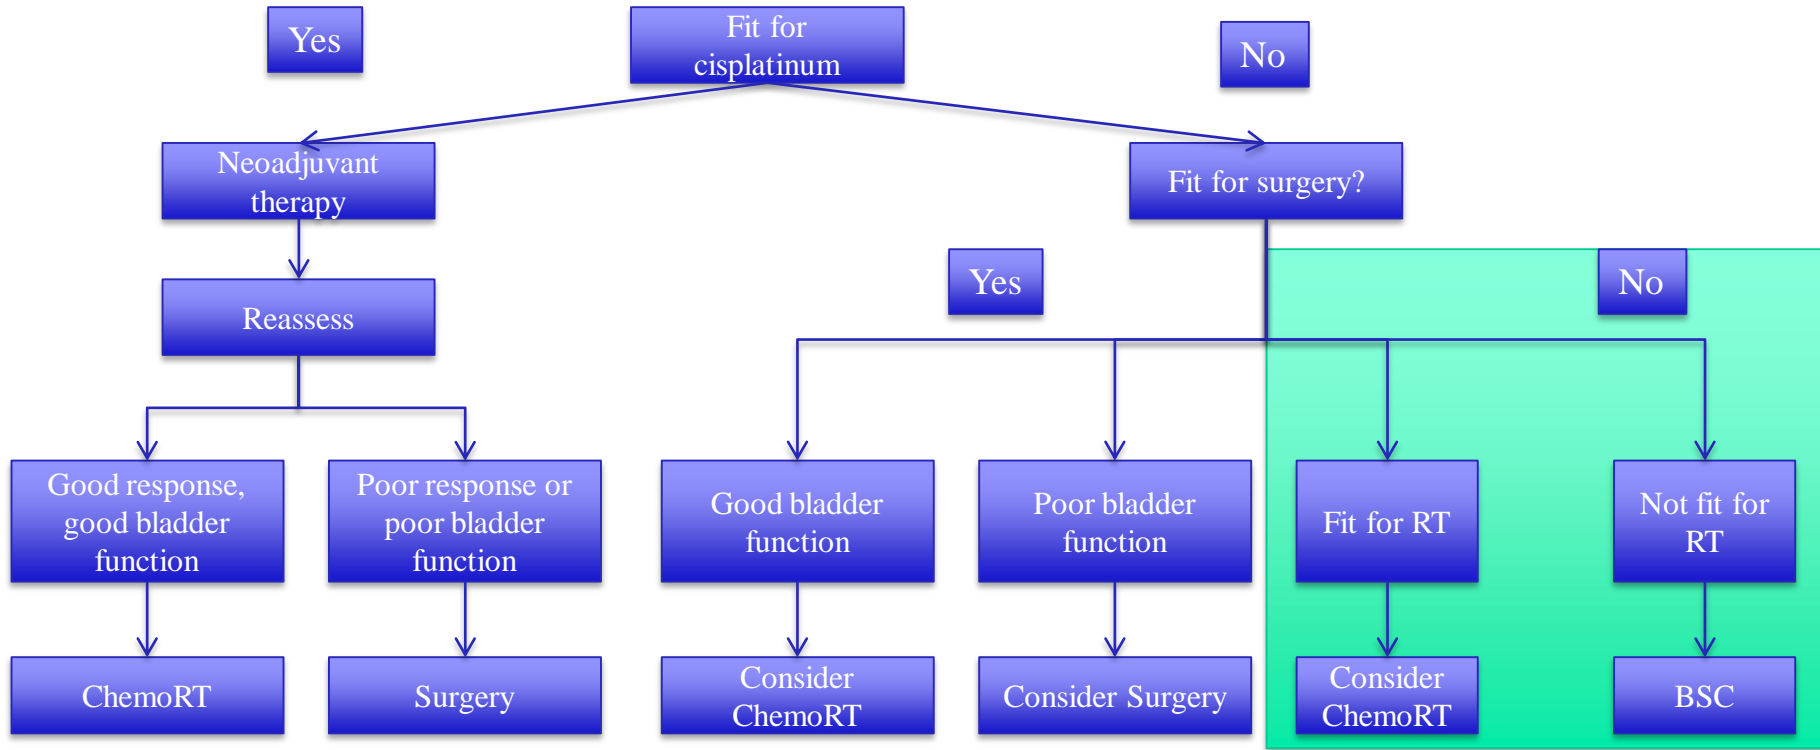 Yes
Fit for
cisplatinum
No
Neoadjuvant
therapy
Fit for surgery?
Yes
No
Reassess
Good response,
good bladder
function
Poor response or
poor bladder
function
Good bladder
function
Poor bladder
function
Fit for RT
Not fit for
RT
ChemoRT
Surgery
Consider
ChemoRT
Consider Surgery
Consider
ChemoRT
BSC